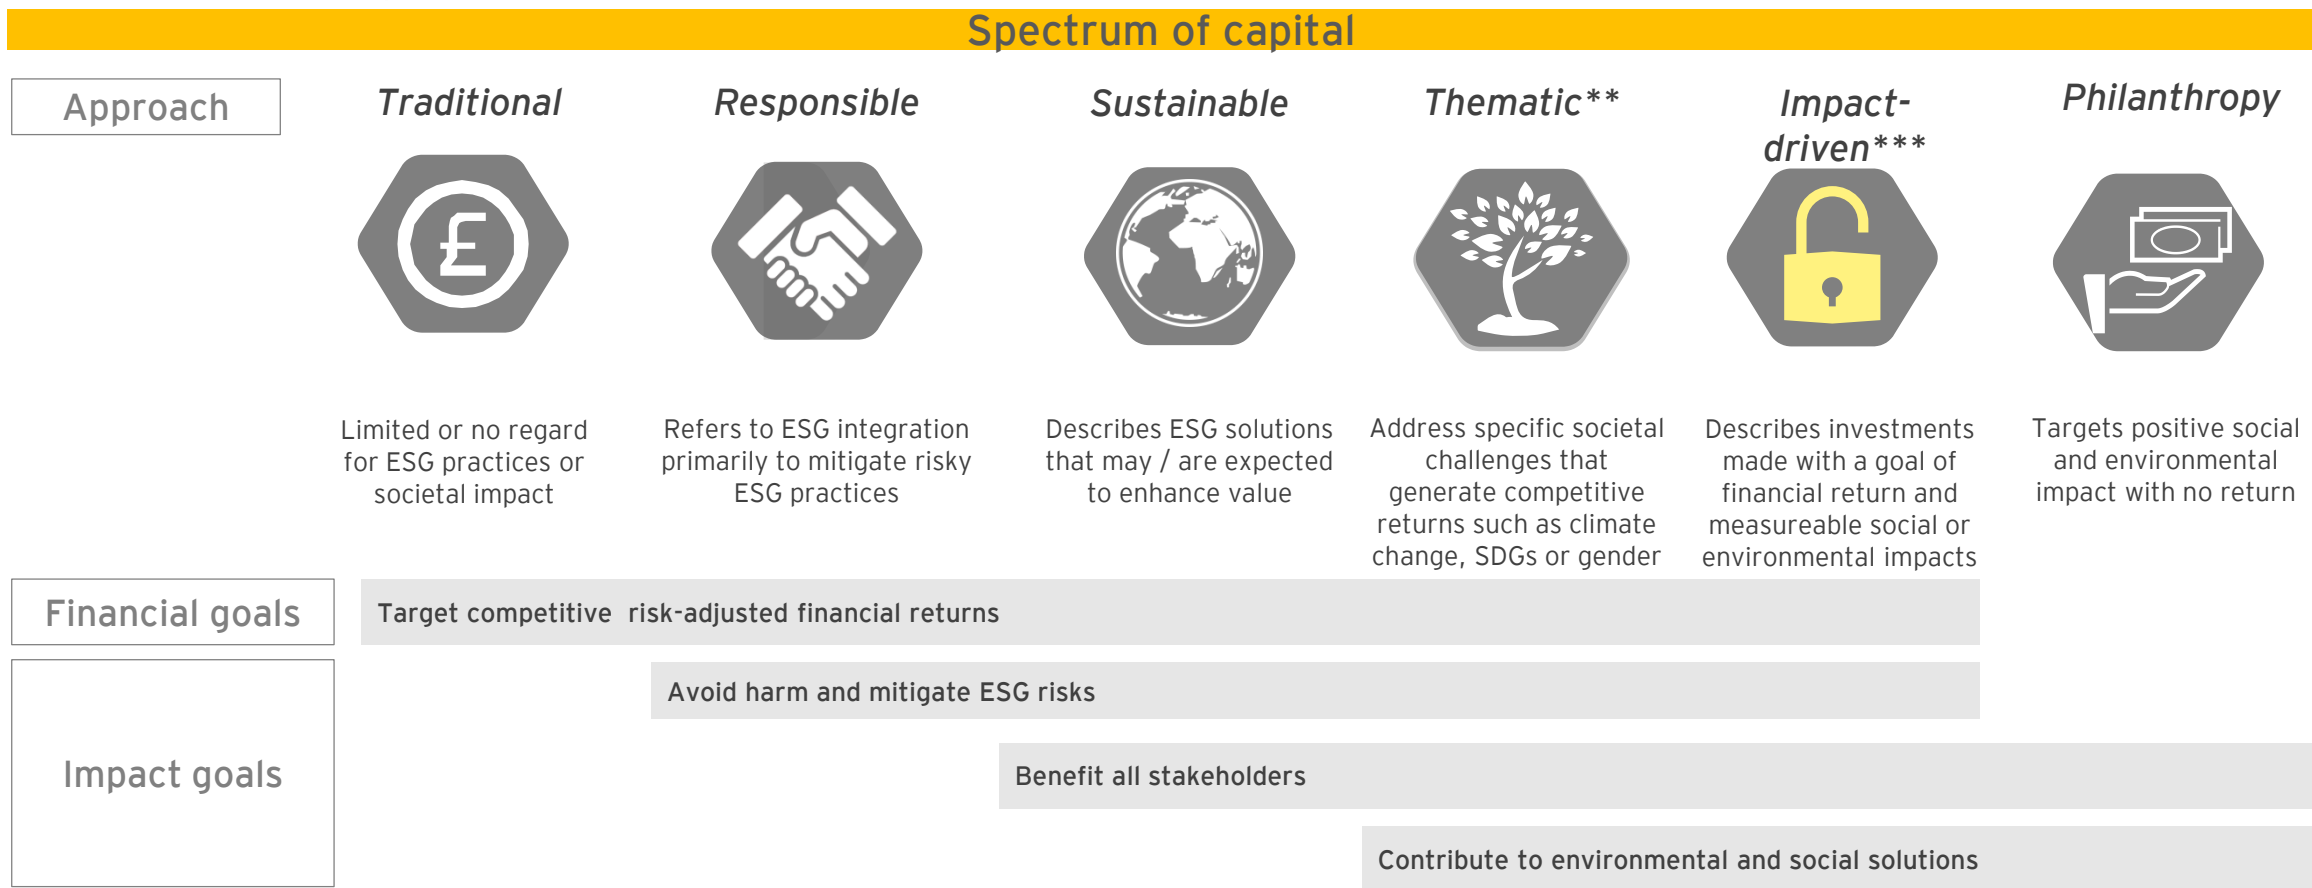 Spectrum of capital
Approach
Traditional
Responsible
Sustainable
Thematic**
Impact-
driven***
Philanthropy
£
Limited or no regard
for ESG practices or
societal impact
Refers to ESG integration
primarily to mitigate risky
ESG practices
Describes ESG solutions
that may / are expected
to enhance value
Address specific societal
challenges that
generate competitive
returns such as climate
change, SDGs or gender
Describes investments
made with a goal of
financial return and
measureable social or
environmental impacts
Targets positive social
and environmental
impact with no return
Financial goals
Target competitive risk-adjusted financial returns
Impact goals
Avoid harm and mitigate ESG risks
Benefit all stakeholders
Contribute to environmental and social solutions